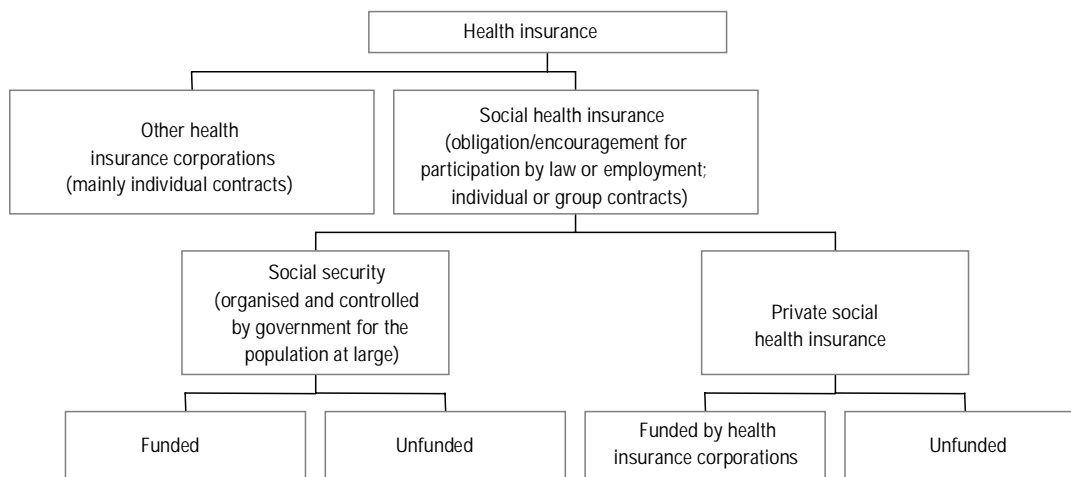 Health insurance
Other health
insurance corporations
(mainly individual contracts)
Social health insurance
(obligation/encouragement for
participation by law or employment;
individual or group contracts)
Social security
(organised and controlled
by government for the
population at large)
Private social
health insurance
Funded
Unfunded
Funded by health
insurance corporations
Unfunded